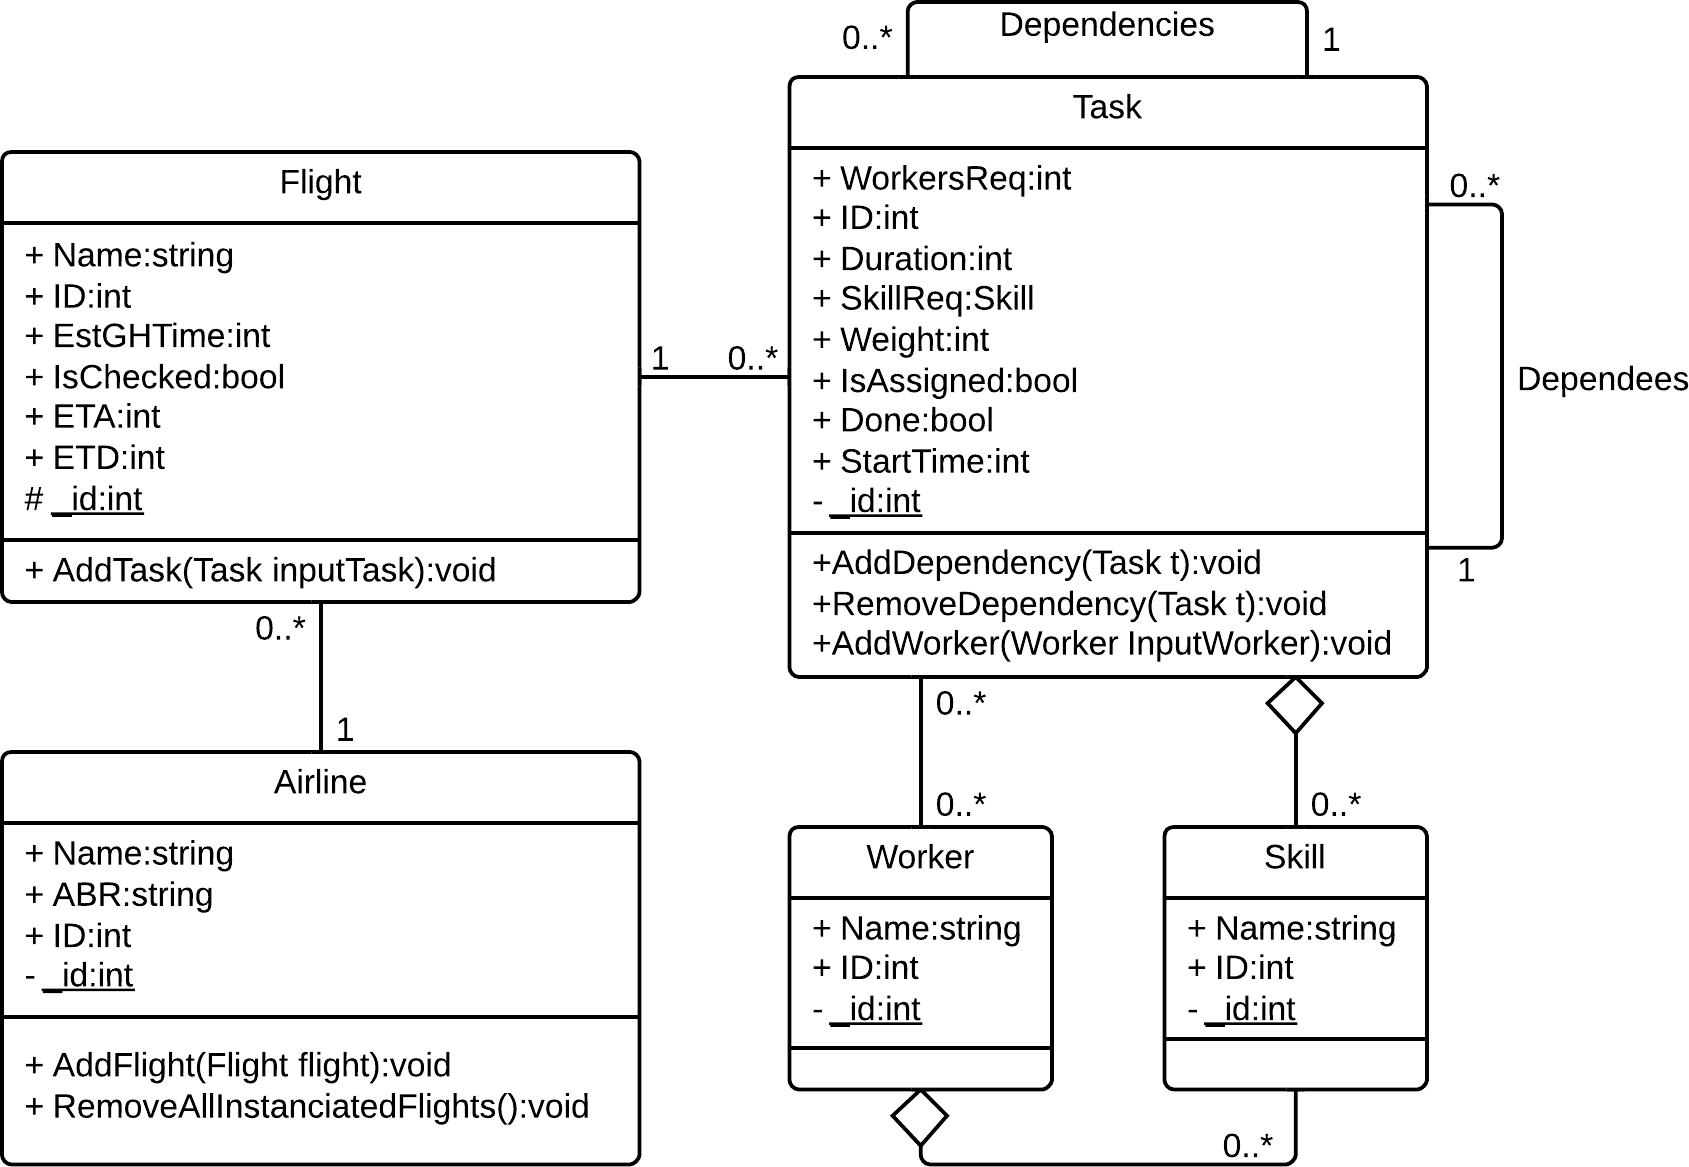 Dependencies
0..*
1
Task
+ WorkersReq:int
+ ID:int
+ Duration:int
+ SkillReq:Skill
+ Weight:int
+ IsAssigned:bool
+ Done:bool
+ StartTime:int
- _id:int
+AddDependency(Task t):void
+RemoveDependency(Task t):void
+AddWorker(Worker InputWorker):void
0..*
Dependees
1
Flight
+ Name:string
+ ID:int
+ EstGHTime:int
+ IsChecked:bool
+ ETA:int
+ ETD:int
# _id:int
+ AddTask(Task inputTask):void
1
0..*
0..*
1
Airline
+ Name:string
+ ABR:string
+ ID:int
- _id:int
+ AddFlight(Flight flight):void
+ RemoveAllInstanciatedFlights():void
0..*
0..*
Worker
+ Name:string
+ ID:int
- _id:int
0..*
Skill
+ Name:string
+ ID:int
- _id:int
0..*